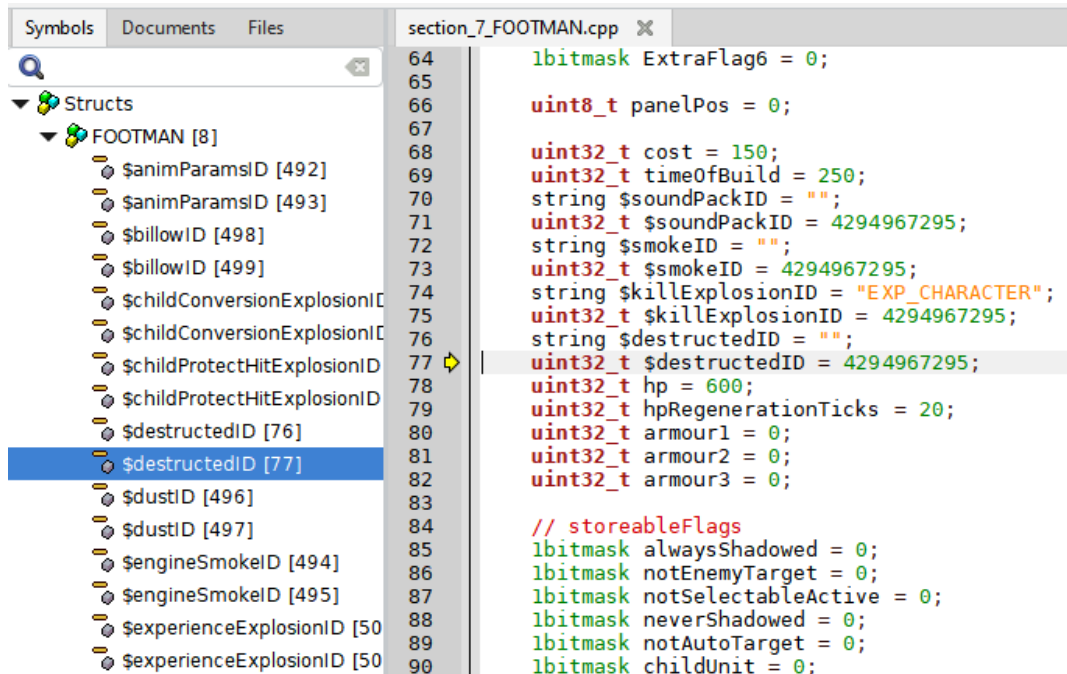 Symbols Documents Files
Structs
FOOTMAN [8]
$animParamsID [492]
$animParamsID [493]
$billowID [498]
$billowID [499]
$childConversionExplosionID
$childConversionExplosionID
$childProtectHitExplosionID
$childProtectHitExplosionID
$destructedID [76]
$destructedID [77]
$dustID [496]
$dustID [497]
$engineSmokeID [494]
$engineSmokeID [495]
$experienceExplosionID [50
$experienceExplosionID [50
section_7_FOOTMAN.cpp
64 1bitmask ExtraFlag6 = 0;
65
66 uint8_t panelPos = 0;
67
68 uint32_t cost = 150;
69 uint32_t timeOfBuild = 250;
70 string $soundPackID = "";
71 uint32_t $soundPackID = 4294967295;
72 string $smokeID = "";
73 uint32_t $smokeID = 4294967295;
74 string $killExplosionID = "EXP_CHARACTER";
75 uint32_t $killExplosionID = 4294967295;
76 string $destructedID = "";
77 uint32_t $destructedID = 4294967295;
78 uint32_t hp = 600;
79 uint32_t hpRegenerationTicks = 20;
80 uint32_t armour1 = 0;
81 uint32_t armour2 = 0;
82 uint32_t armour3 = 0;
83
84 // storeableFlags
85 1bitmask alwaysShadowed = 0;
86 1bitmask notEnemyTarget = 0;
87 1bitmask notSelectableActive = 0;
88 1bitmask neverShadowed = 0;
89 1bitmask notAutoTarget = 0;
90 1bitmask childUnit = 0;